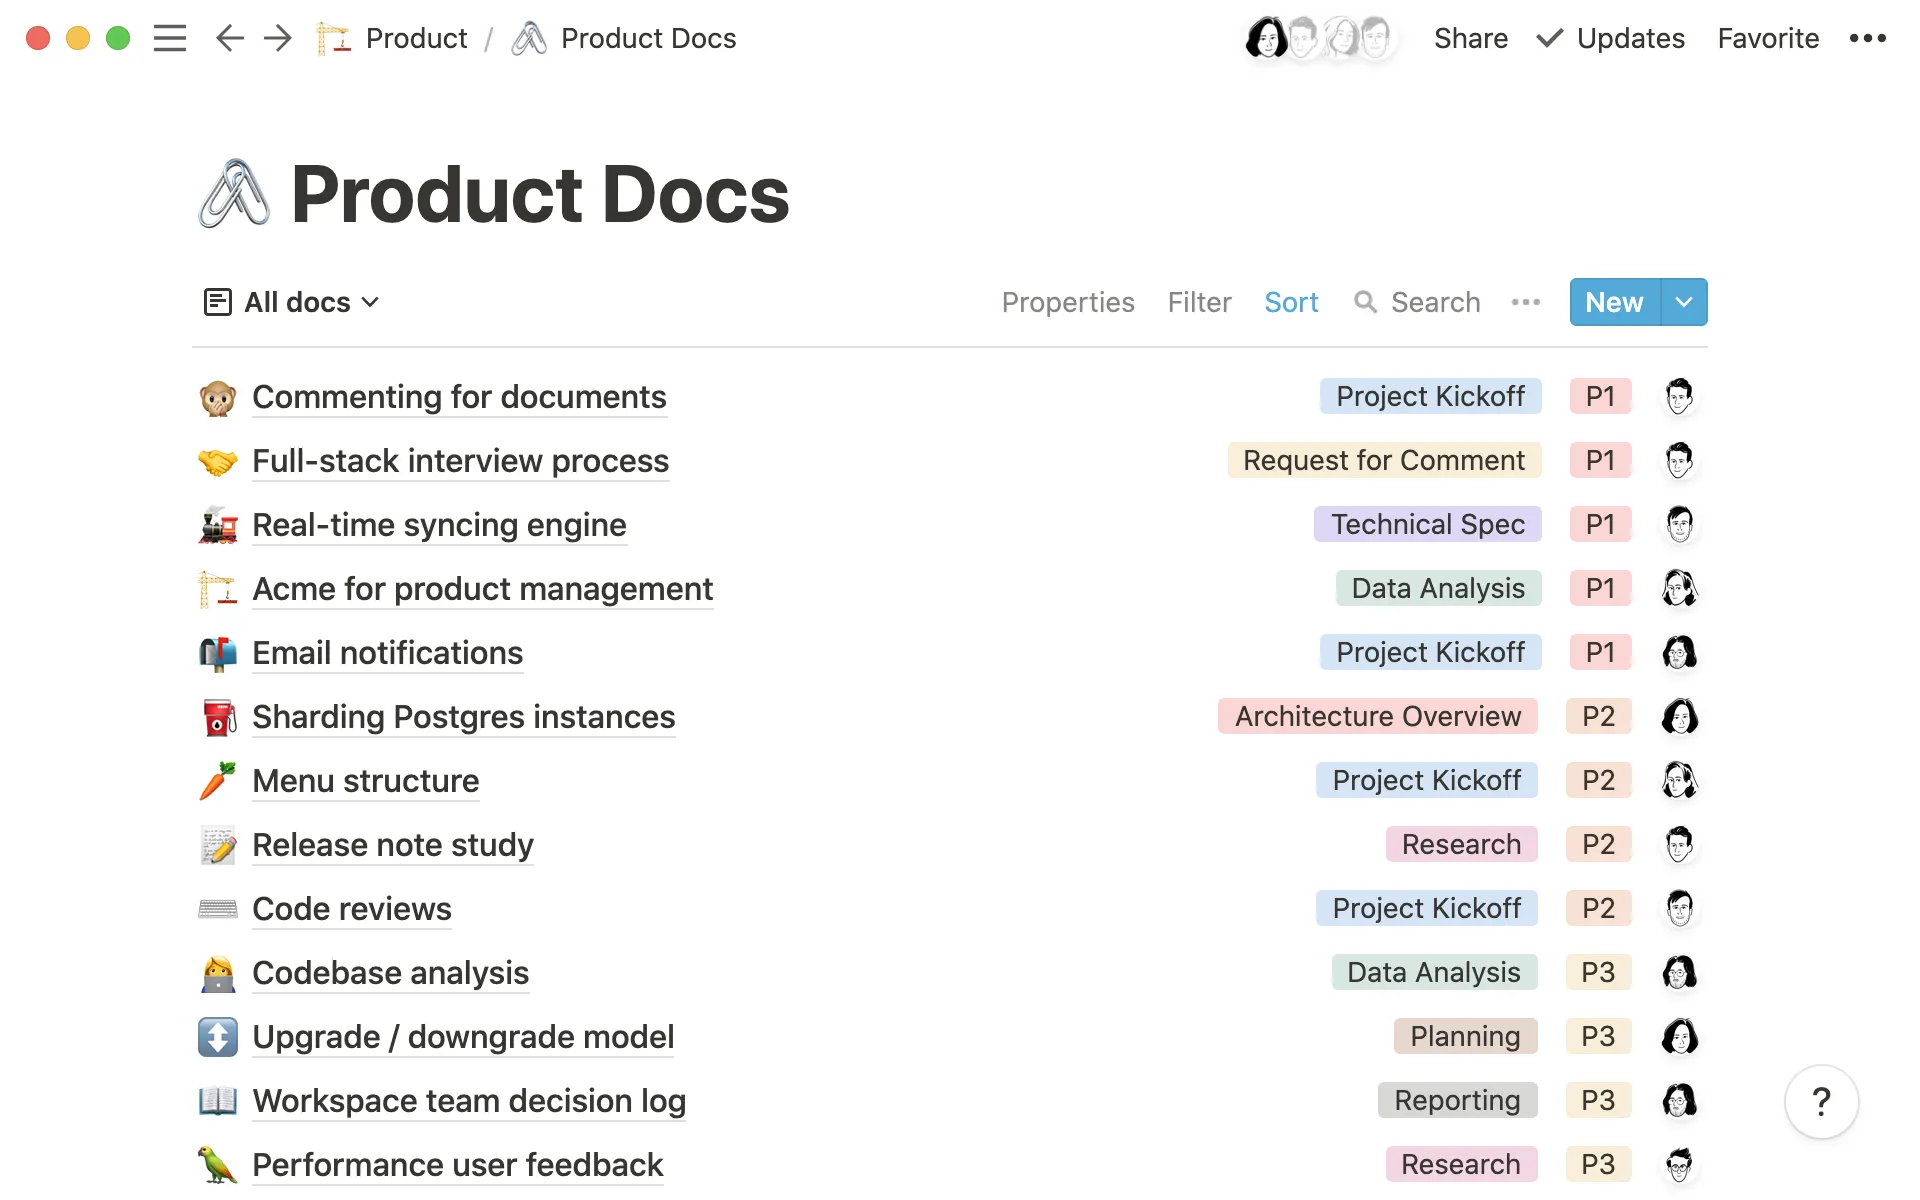 Product / Product Docs Share Updates Favorite
Product Docs
All docs Properties Filter Sort Search New
Commenting for documents Project Kickoff P1
Full-stack interview process Request for Comment P1
Real-time syncing engine Technical Spec P1
Acme for product management Data Analysis P1
Email notifications Project Kickoff P1
Sharding Postgres instances Architecture Overview P2
Menu structure Project Kickoff P2
Release note study Research P2
Code reviews Project Kickoff P2
Codebase analysis Data Analysis P3
Upgrade / downgrade model Planning P3
Workspace team decision log Reporting P3
?
Performance user feedback Research P3